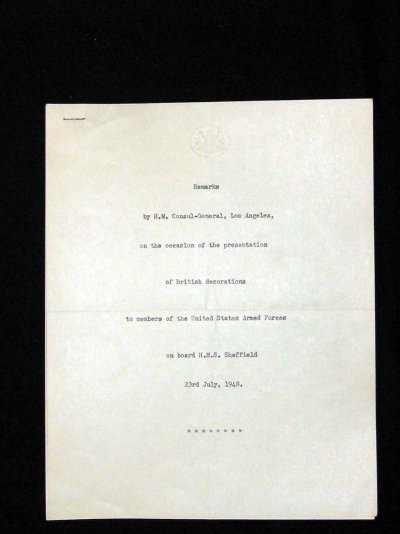 Remarks
by H.M. Consul-General, Los Angeles,
on the occasion of the presentation
of British decorations
to members of the United States Armed Forces
on board H.M.S. Sheffield
23rd July, 1948.
* * * * * * * *